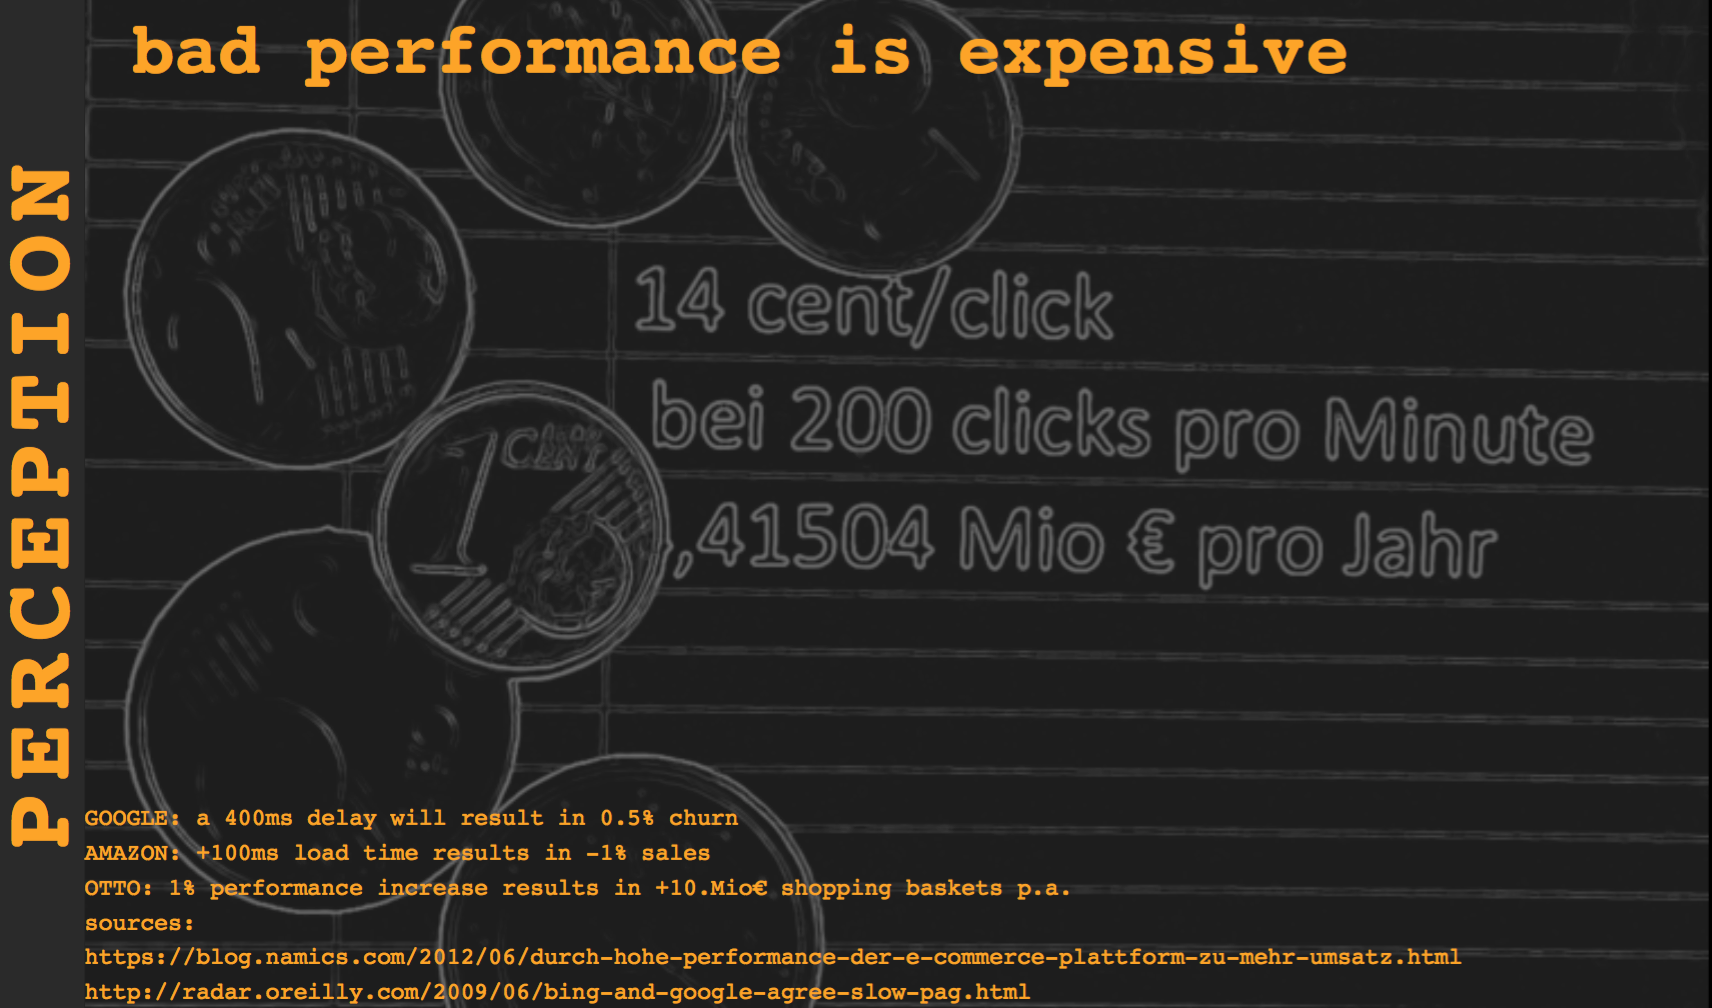 bad performance is expensive
PERCEPTION
14 cent/click
bei 200 clicks pro Minute
,41504 Mio € pro Jahr
1 CENT
GOOGLE: a 400ms delay will result in 0.5% churn
AMAZON: +100ms load time results in -1% sales
OTTO: 1% performance increase results in +10.Mio€ shopping baskets p.a.
sources:
https://blog.namics.com/2012/06/durch-hohe-performance-der-e-commerce-plattform-zu-mehr-umsatz.html
http://radar.oreilly.com/2009/06/bing-and-google-agree-slow-pag.html